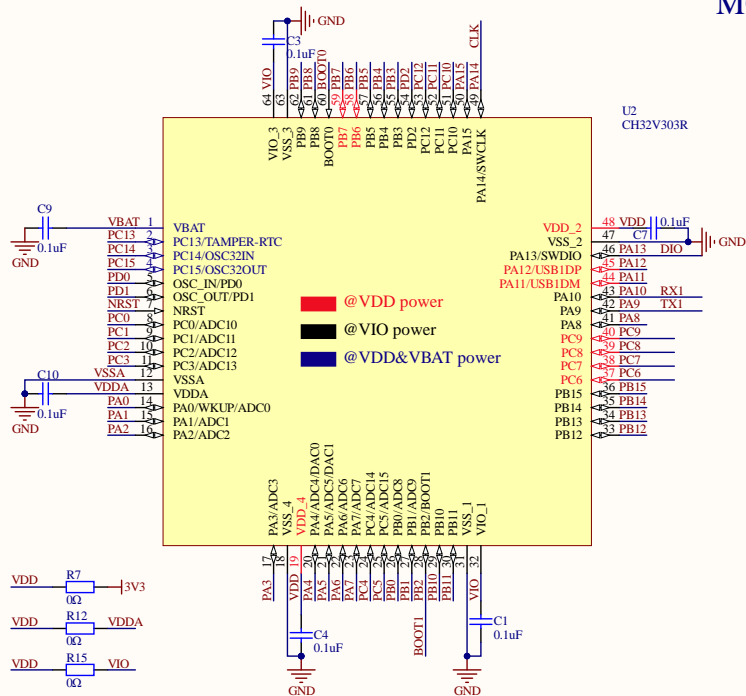 M
GND
C3
0.1uF
CLK
VIO
PB9
PB8
BOOT0
PB7
PB6
PB5
PB4
PB3
PD2
PC12
PC11
PC10
PA15
PA14
64
63
62
61
60
59
58
57
56
55
54
53
52
51
50
49
U2
CH32V303R
VIO_3
VSS_3
PB9
PB8
BOOT0
PB7
PB6
PB5
PB4
PB3
PD2
PC12
PC11
PC10
PA15
PA14/SWCLK
C9
0.1uF
GND
VBAT 1 VBAT
PC13 2 PC13/TAMPER-RTC
PC14 3 PC14/OSC32IN
PC15 4 PC15/OSC32OUT
PD0 5 OSC_IN/PD0
PD1 6 OSC_OUT/PD1
NRST 7 NRST
PC0 8 PC0/ADC10
PC1 9 PC1/ADC11
PC2 10 PC2/ADC12
PC3 11 PC3/ADC13
VSSA 12 VSSA
VDDA 13 VDDA
PA0 14 PA0/WKUP/ADC0
PA1 15 PA1/ADC1
PA2 16 PA2/ADC2
C10
0.1uF
GND
@VDD power
@VIO power
@VDD&VBAT power
VDD_2 48 VDD
VSS_2 47
PA13/SWDIO 46 PA13 DIO
PA12/USB1DP 45 PA12
PA11/USB1DM 44 PA11
PA10 43 PA10 RX1
PA9 42 PA9 TX1
PA8 41 PA8
PC9 40 PC9
PC8 39 PC8
PC7 38 PC7
PC6 37 PC6
PB15 36 PB15
PB14 35 PB14
PB13 34 PB13
PB12 33 PB12
0.1uF
C7
GND
PA3/ADC3
VSS_4
VDD_4
PA4/ADC4/DAC0
PA5/ADC5/DAC1
PA6/ADC6
PA7/ADC7
PC4/ADC14
PC5/ADC15
PB0/ADC8
PB1/ADC9
PB2/BOOT1
PB10
PB11
VSS_1
VIO_1
17
18
19
20
21
22
23
24
25
26
27
28
29
30
31
32
PA3
VDD
PA4
PA5
PA6
PA7
PC4
PC5
PB0
PB1
PB2
PB10
PB11
VIO
BOOT1
C4
0.1uF
GND
C1
0.1uF
GND
VDD R7 3V3
0Ω
VDD R12 VDDA
0Ω
VDD R15 VIO
0Ω